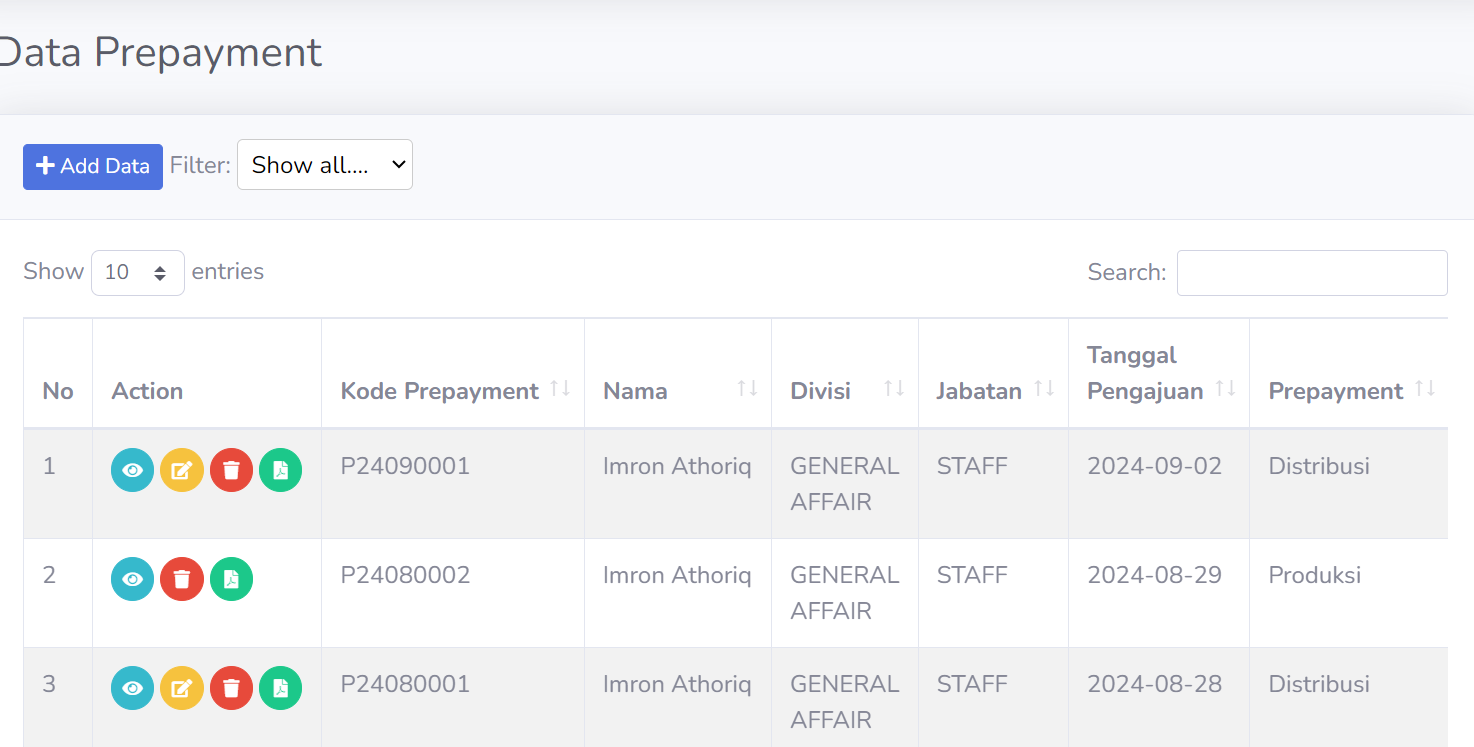 Data Prepayment
Add Data Filter: Show all....
Show 10 entries Search:
No Action Kode Prepayment Nama Divisi Jabatan Tanggal Pengajuan Prepayment
1 P24090001 Imron Athoriq GENERAL AFFAIR STAFF 2024-09-02 Distribusi
2 P24080002 Imron Athoriq GENERAL AFFAIR STAFF 2024-08-29 Produksi
3 P24080001 Imron Athoriq GENERAL AFFAIR STAFF 2024-08-28 Distribusi